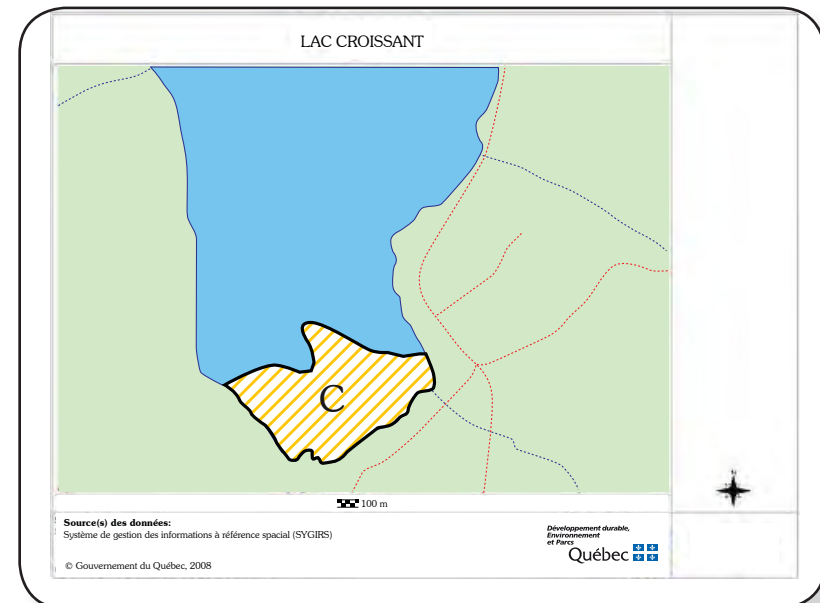 LAC CROISSANT
C
N
100 m
Source(s) des données:
Système de gestion des informations à référence spacial (SYGIRS)
© Gouvernement du Québec, 2008
Développement durable,
Environnement
et Parcs
Québec